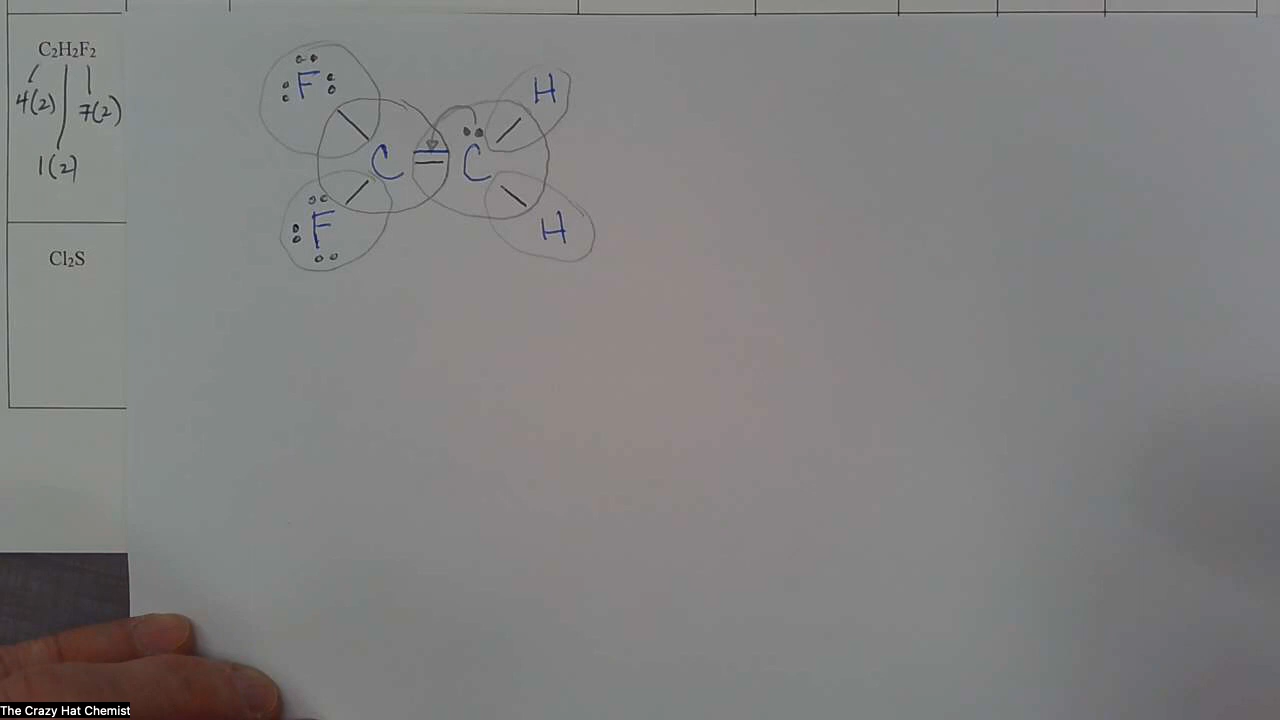 C₂H₂F₂
4(2) 7(2)
1(2)
Cl₂S
F H
C = C
F H
The Crazy Hat Chemist